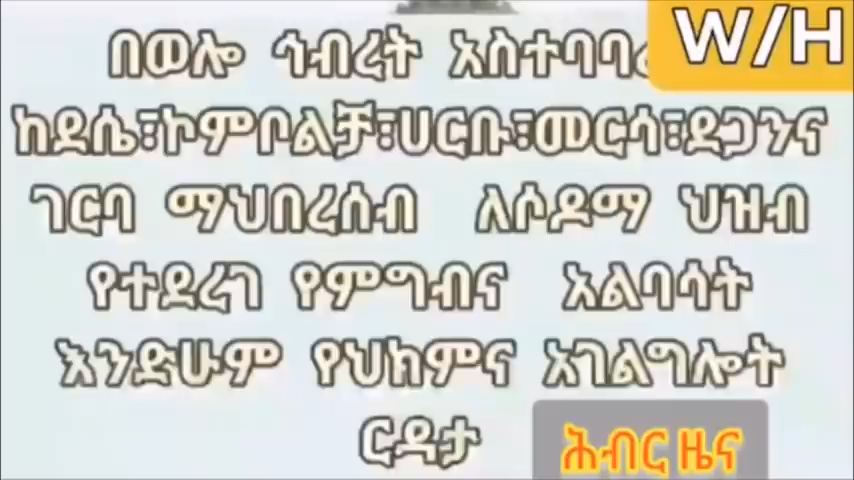 W/H
በወሎ ኅብረት
ከደሴ፣ኮምቦልቻ፣ሀርቡ፣መርሳ፣ደጋንና
ገርባ ማህበረሰብ ለሶዶማ ህዝብ
የተደረገ የምግብና አልባሳት
እንድሁም የህክምና አገልግሎት
ርዳታ
ሕብር ዜና